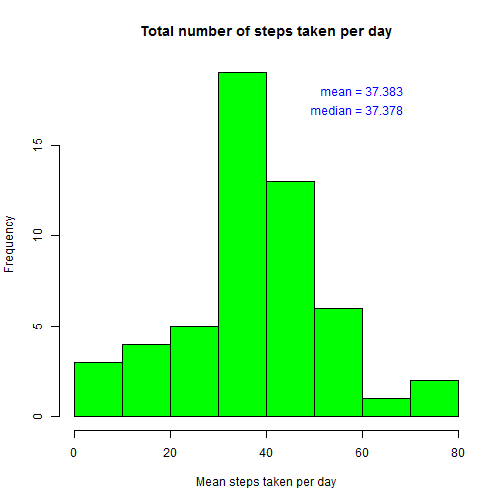 Total number of steps taken per day
mean = 37.383
median = 37.378
15
10
5
0
Frequency
0 20 40 60 80
Mean steps taken per day